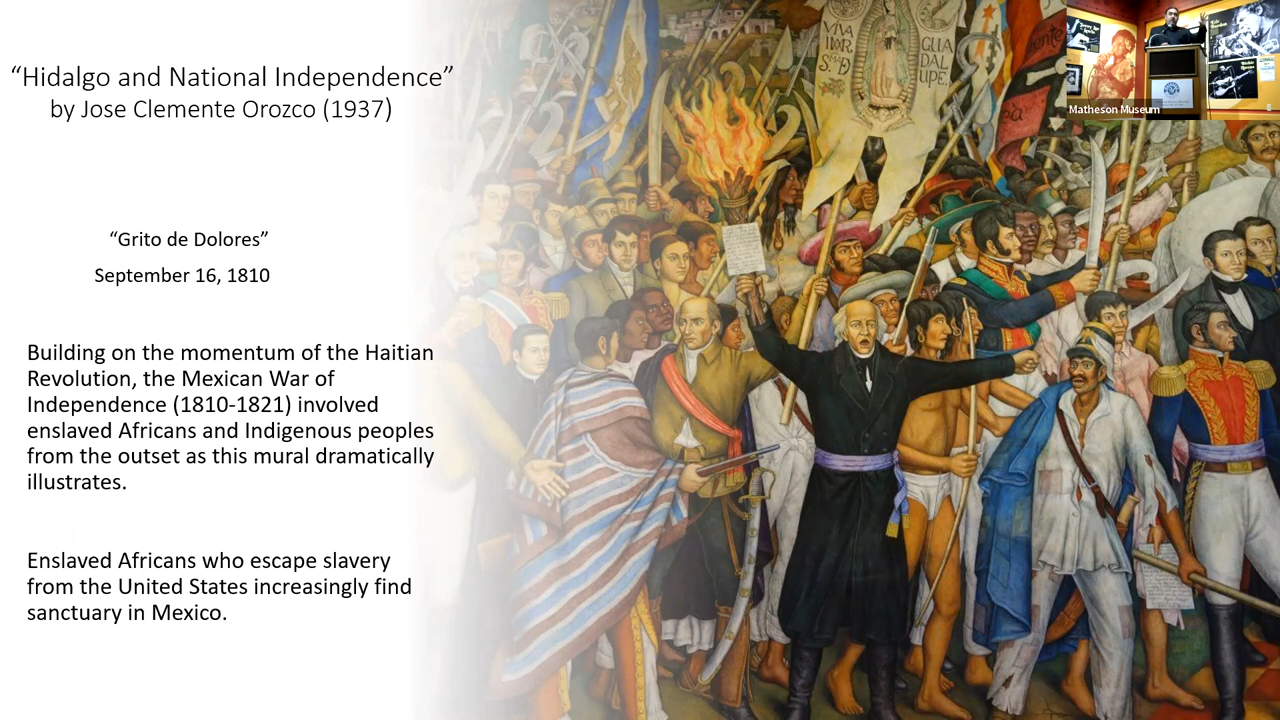 “Hidalgo and National Independence”
by Jose Clemente Orozco (1937)
“Grito de Dolores”
September 16, 1810
Building on the momentum of the Haitian
Revolution, the Mexican War of
Independence (1810-1821) involved
enslaved Africans and Indigenous peoples
from the outset as this mural dramatically
illustrates.
Enslaved Africans who escape slavery
from the United States increasingly find
sanctuary in Mexico.
VIVA
GUA
DAL
UPE.
Matheson Museum